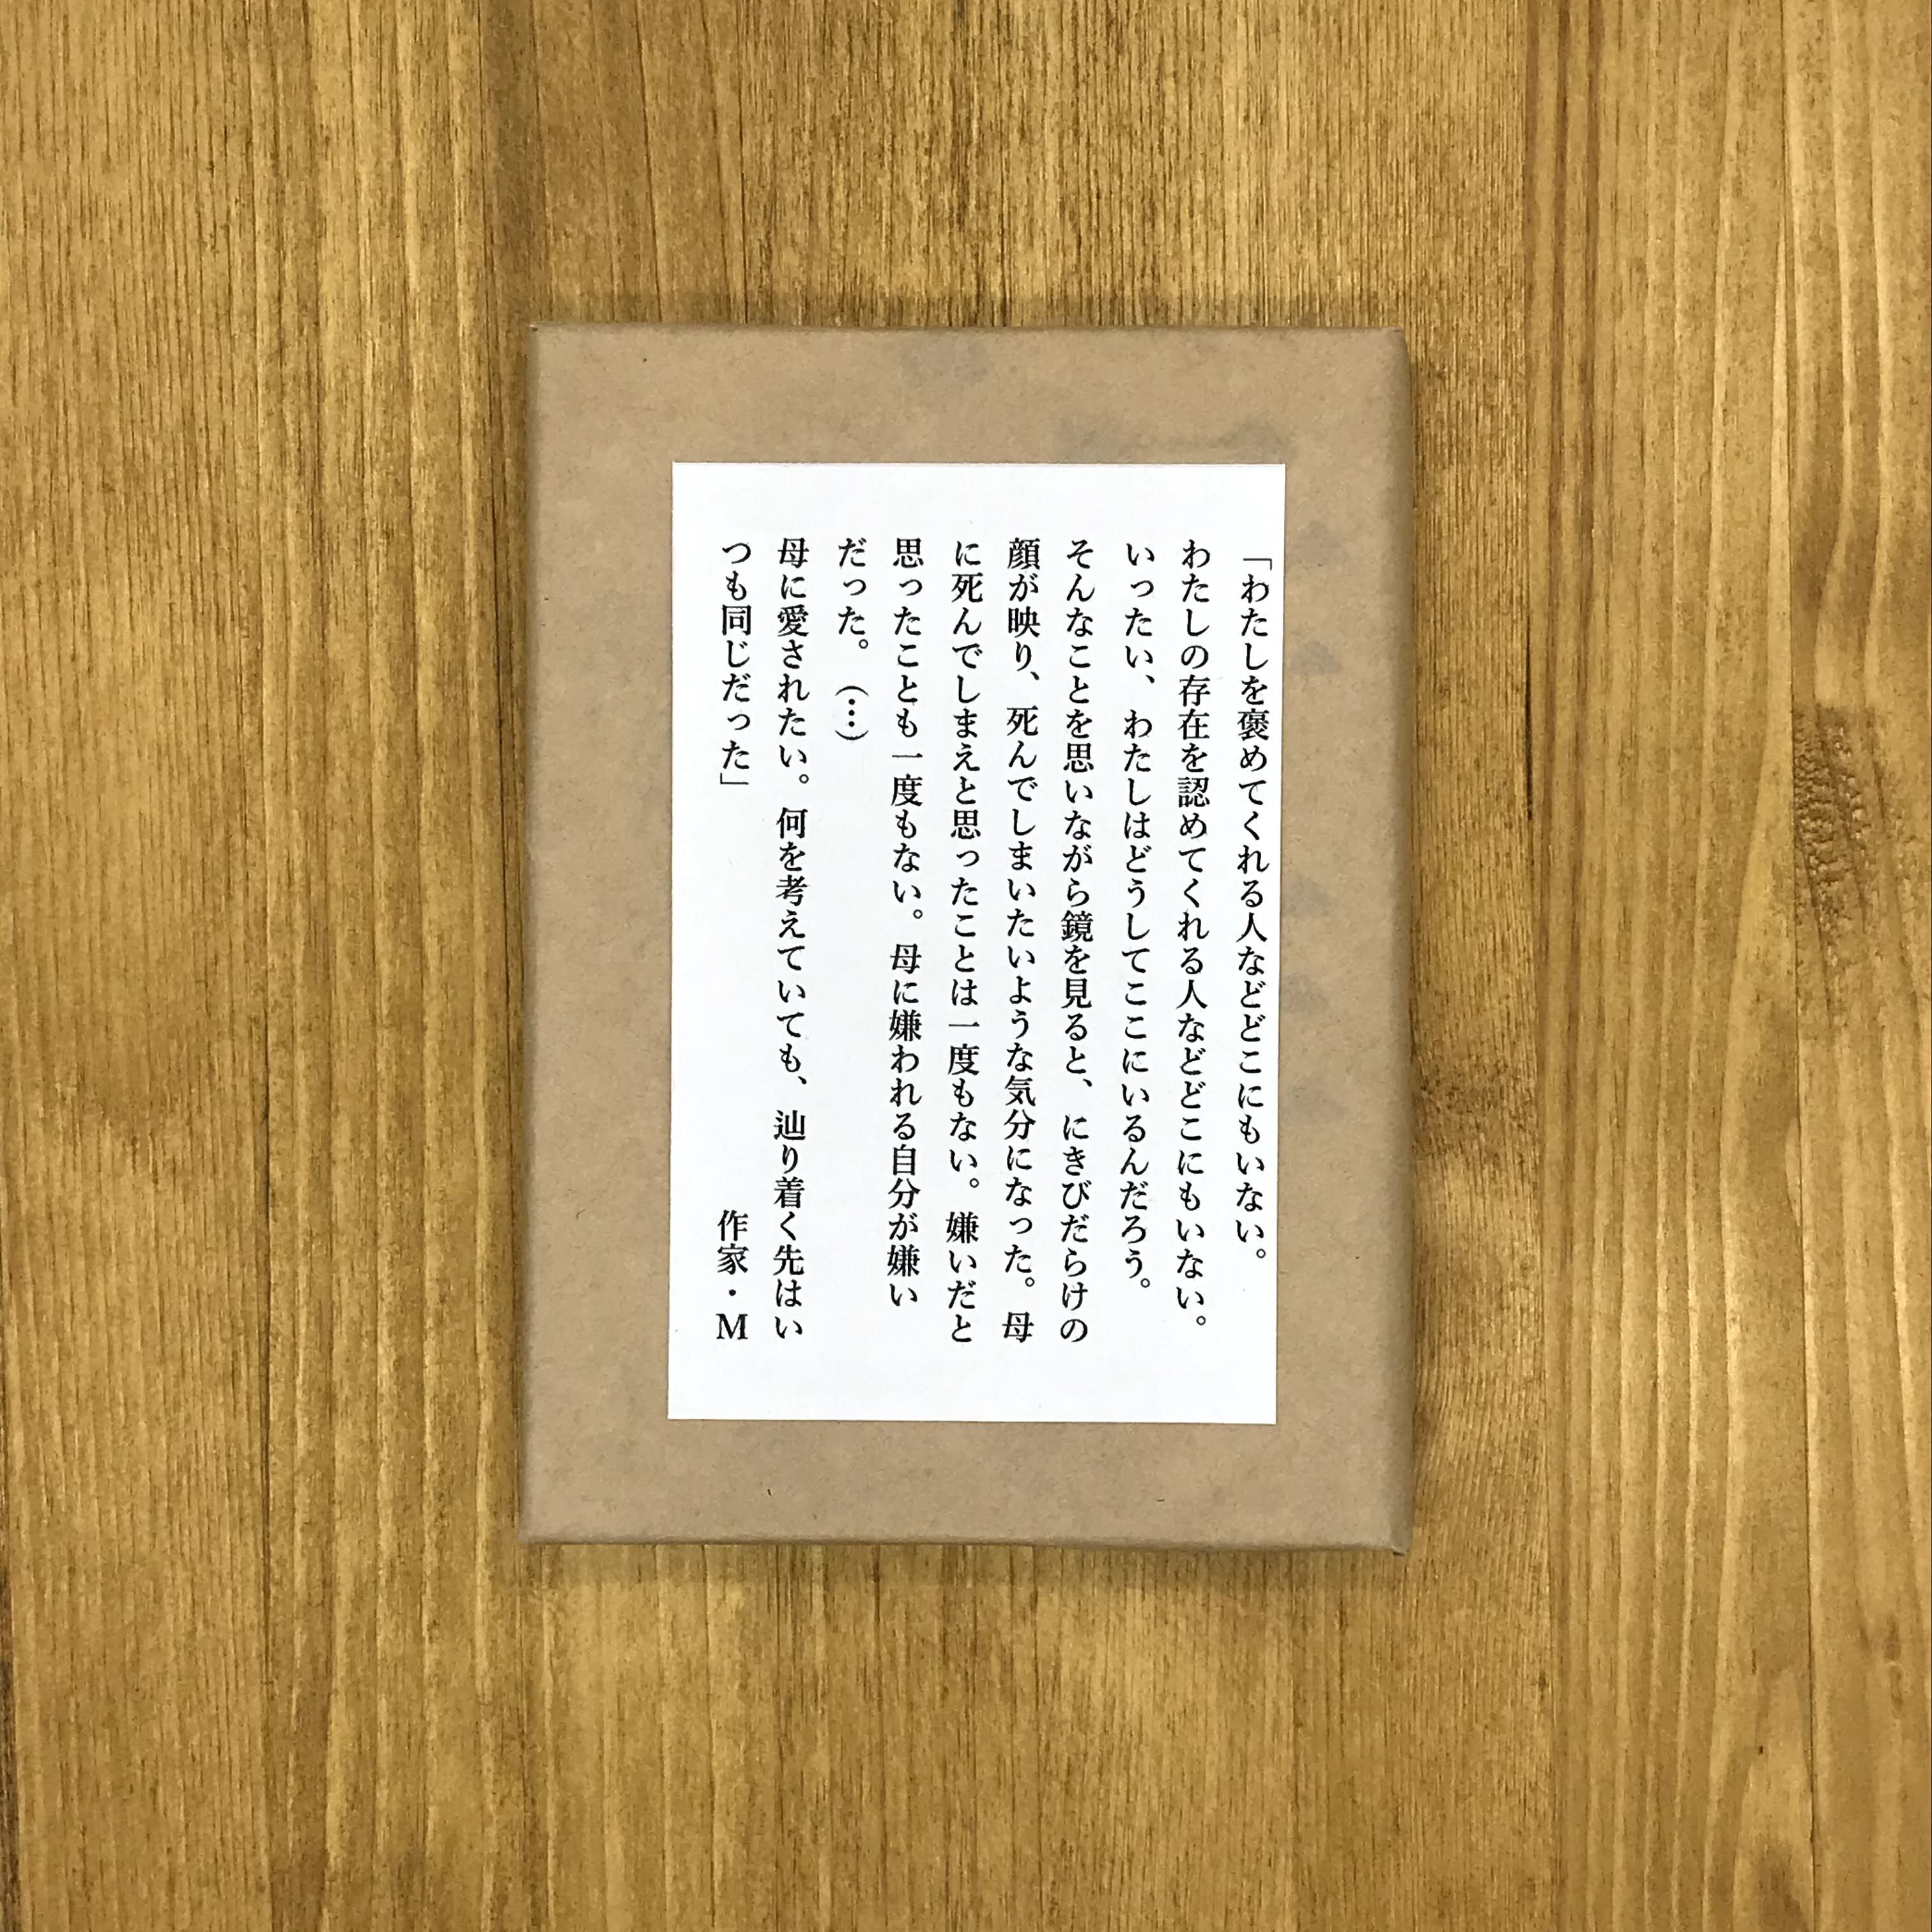 「わたしを褒めてくれる人などどこにもいない。
わたしの存在を認めてくれる人などどこにもいない。
いったい、わたしはどうしてここにいるんだろう。
そんなことを思いながら鏡を見ると、にきびだらけの
顔が映り、死んでしまいたいような気分になった。母
に死んでしまえと思ったことは一度もない。嫌いだと
思ったことも一度もない。母に嫌われる自分が嫌い
だった。（…）
母に愛されたい。何を考えていても、辿り着く先はい
つも同じだった」
作家・M